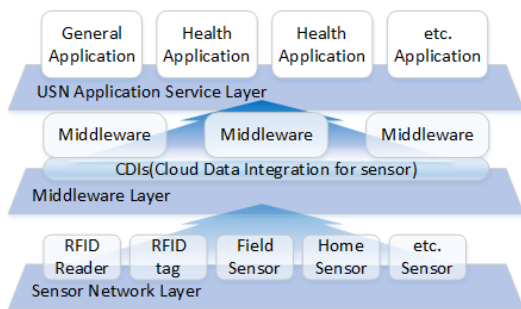 General
Application
Health
Application
Health
Application
etc.
Application
USN Application Service Layer
Middleware
Middleware
Middleware
CDIs(Cloud Data Integration for sensor)
Middleware Layer
RFID
Reader
RFID
tag
Field
Sensor
Home
Sensor
etc.
Sensor
Sensor Network Layer